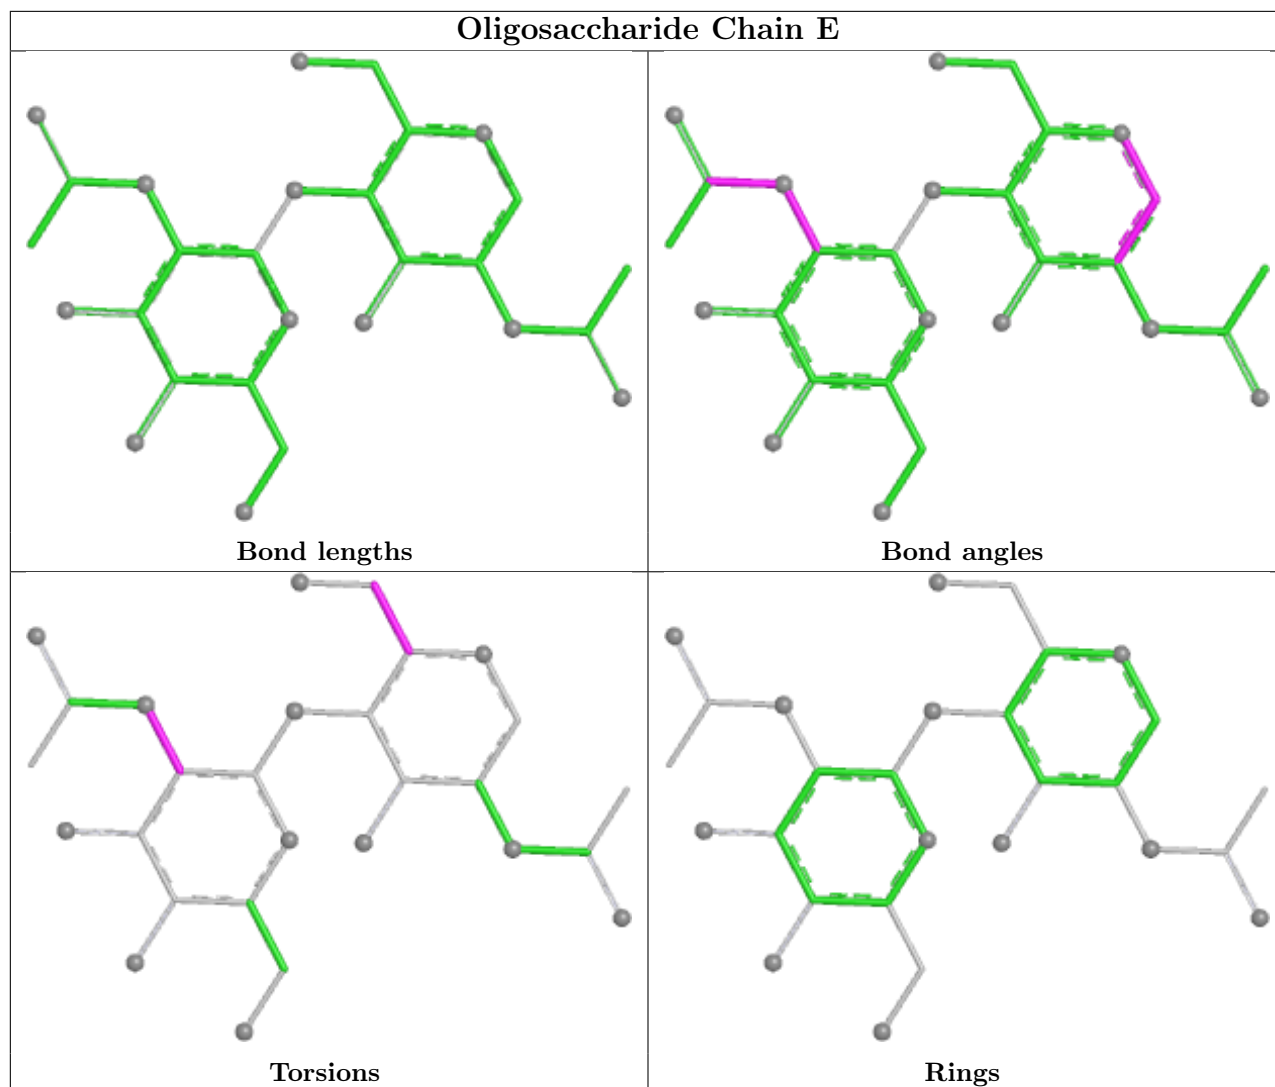 Oligosaccharide Chain E
Bond lengths
Bond angles
Torsions
Rings